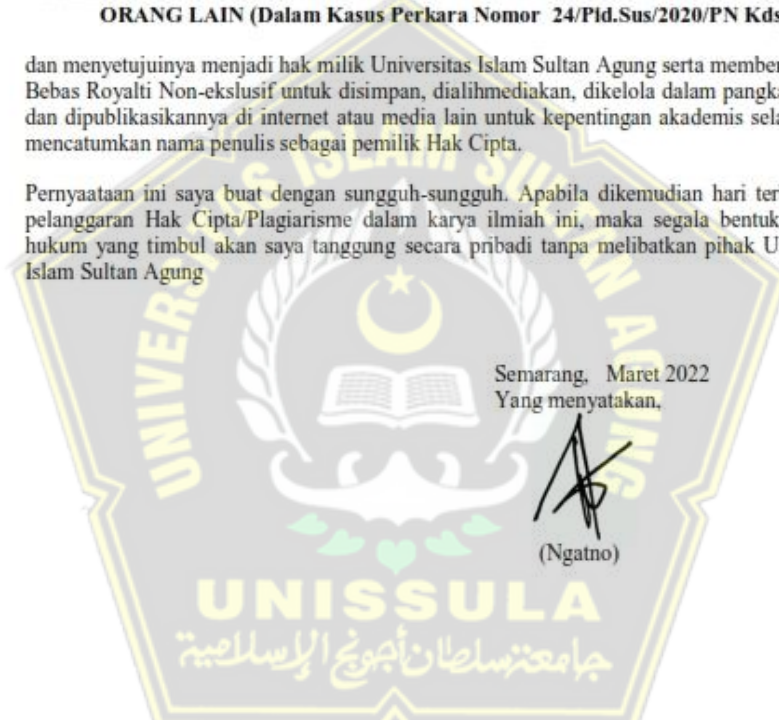 ORANG LAIN (Dalam Kasus Perkara Nomor 24/Pid.Sus/2020/PN Kds
dan menyetujuinya menjadi hak milik Universitas Islam Sultan Agung serta member
Bebas Royalti Non-ekslusif untuk disimpan, dialihmediakan, dikelola dalam pangka
dan dipublikasikannya di internet atau media lain untuk kepentingan akademis sela
mencatumkan nama penulis sebagai pemilik Hak Cipta.
Pernyaataan ini saya buat dengan sungguh-sungguh. Apabila dikemudian hari ter
pelanggaran Hak Cipta/Plagiarisme dalam karya ilmiah ini, maka segala bentuk
hukum yang timbul akan saya tanggung secara pribadi tanpa melibatkan pihak U
Islam Sultan Agung
Semarang, Maret 2022
Yang menyatakan,
(Ngatno)
UNIVERSITAS ISLAM SULTAN AGUNG
UNISSULA
جامعة سلطان أجونج الإسلامية